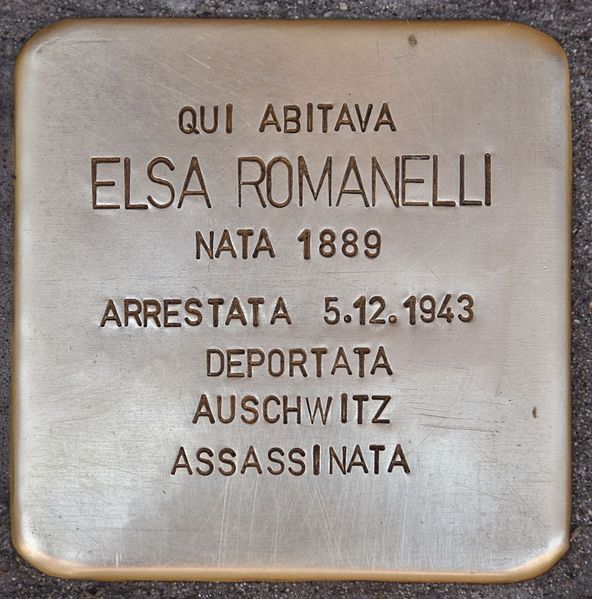 QUI ABITAVA
ELSA ROMANELLI
NATA 1889
ARRESTATA 5.12.1943
DEPORTATA
AUSCHWITZ
ASSASSINATA